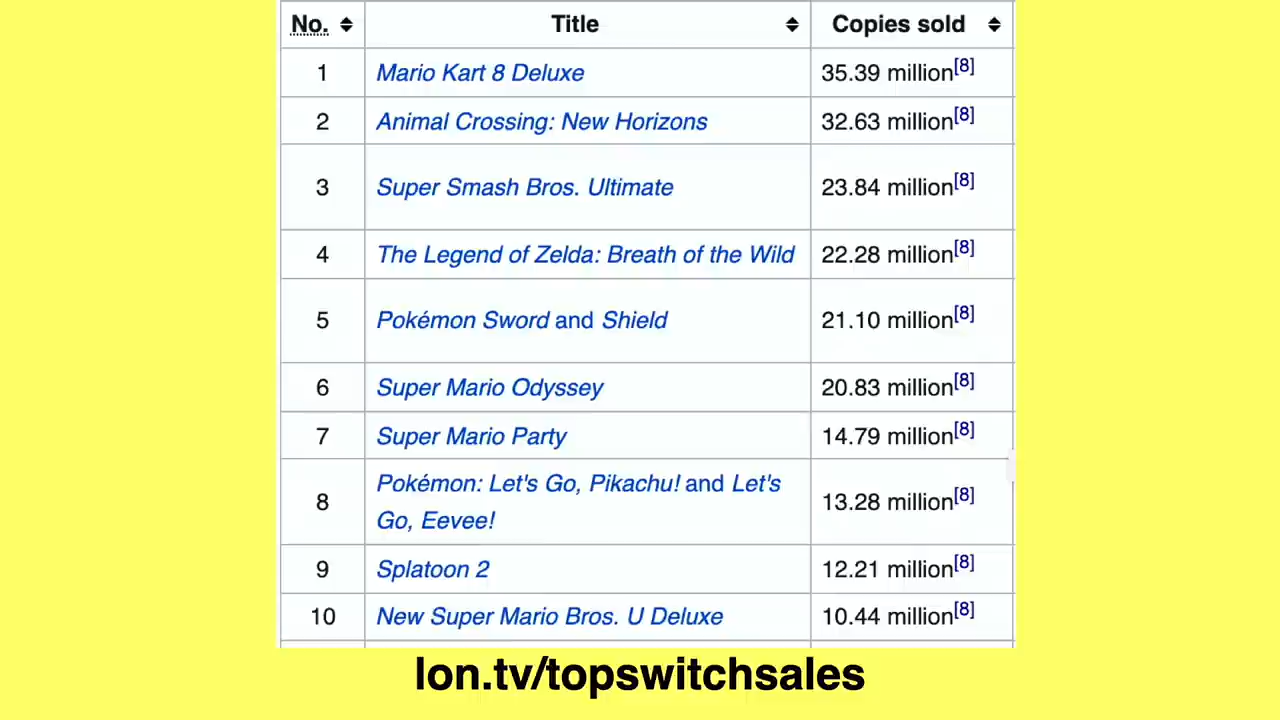 No. Title Copies sold
1 Mario Kart 8 Deluxe 35.39 million[8]
2 Animal Crossing: New Horizons 32.63 million[8]
3 Super Smash Bros. Ultimate 23.84 million[8]
4 The Legend of Zelda: Breath of the Wild 22.28 million[8]
5 Pokémon Sword and Shield 21.10 million[8]
6 Super Mario Odyssey 20.83 million[8]
7 Super Mario Party 14.79 million[8]
8 Pokémon: Let's Go, Pikachu! and Let's
Go, Eevee! 13.28 million[8]
9 Splatoon 2 12.21 million[8]
10 New Super Mario Bros. U Deluxe 10.44 million[8]
lon.tv/topswitchsales